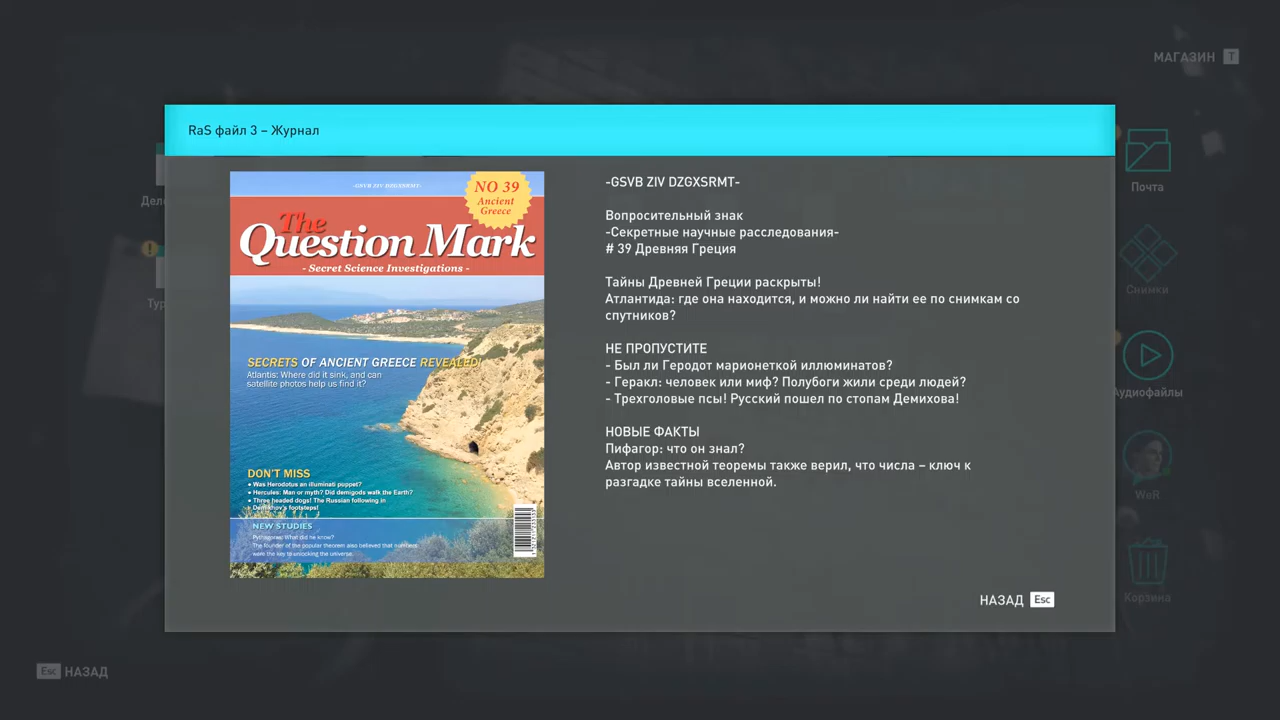 МАГАЗИН T
RaS файл 3 – Журнал
-GSVB ZIV DZGXSRMT-
NO 39
Ancient
Greece
The
Question Mark
- Secret Science Investigations -
SECRETS OF ANCIENT GREECE REVEALED!
Atlantis: Where did it sink, and can
satellite photos help us find it?
DON'T MISS
• Was Herodotus an illuminati puppet?
• Hercules: Man or myth? Did demigods walk the Earth?
• Three headed dogs! The Russian following in
Demikhov's footsteps!
NEW STUDIES
Pythagoras: What did he know?
The founder of the popular theorem also believed that numbers
were the key to unlocking the universe.
-GSVB ZIV DZGXSRMT-
Вопросительный знак
-Секретные научные расследования-
# 39 Древняя Греция
Тайны Древней Греции раскрыты!
Атлантида: где она находится, и можно ли найти ее по снимкам со
спутников?
НЕ ПРОПУСТИТЕ
- Был ли Геродот марионеткой иллюминатов?
- Геракл: человек или миф? Полубоги жили среди людей?
- Трехголовые псы! Русский пошел по стопам Демихова!
НОВЫЕ ФАКТЫ
Пифагор: что он знал?
Автор известной теоремы также верил, что числа – ключ к
разгадке тайны вселенной.
НАЗАД Esc
Почта
Снимки
Аудиофайлы
WeR
Корзина
Esc НАЗАД